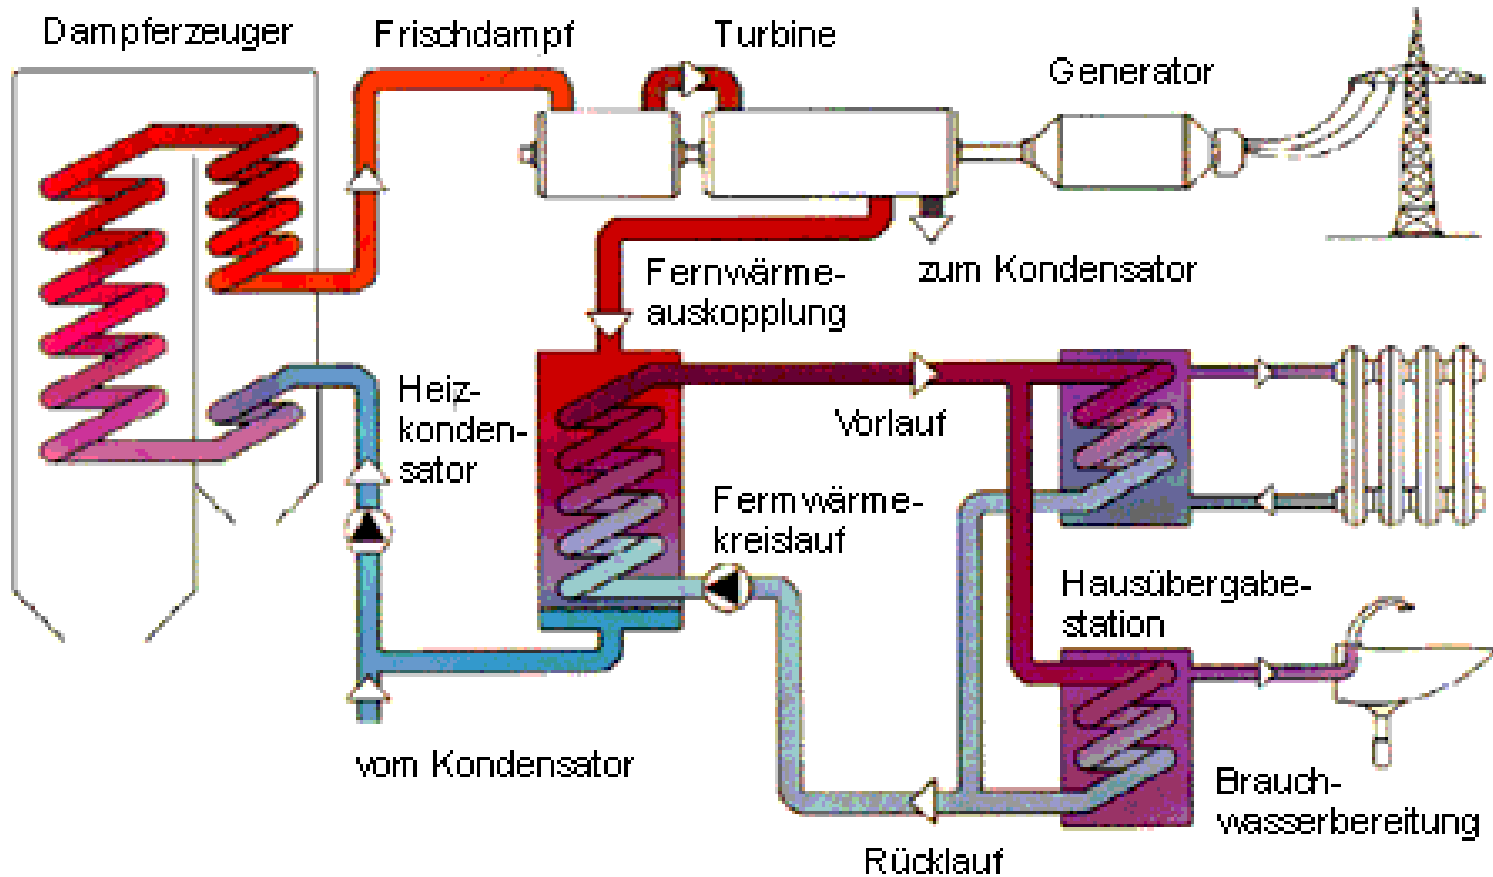 Dampferzeuger
Frischdampf
Turbine
Generator
Fernwärme-
auskopplung
zum Kondensator
Heiz-
konden-
sator
Vorlauf
Fernwärme-
kreislauf
Hausübergabe-
station
vom Kondensator
Brauch-
wasserbereitung
Rücklauf